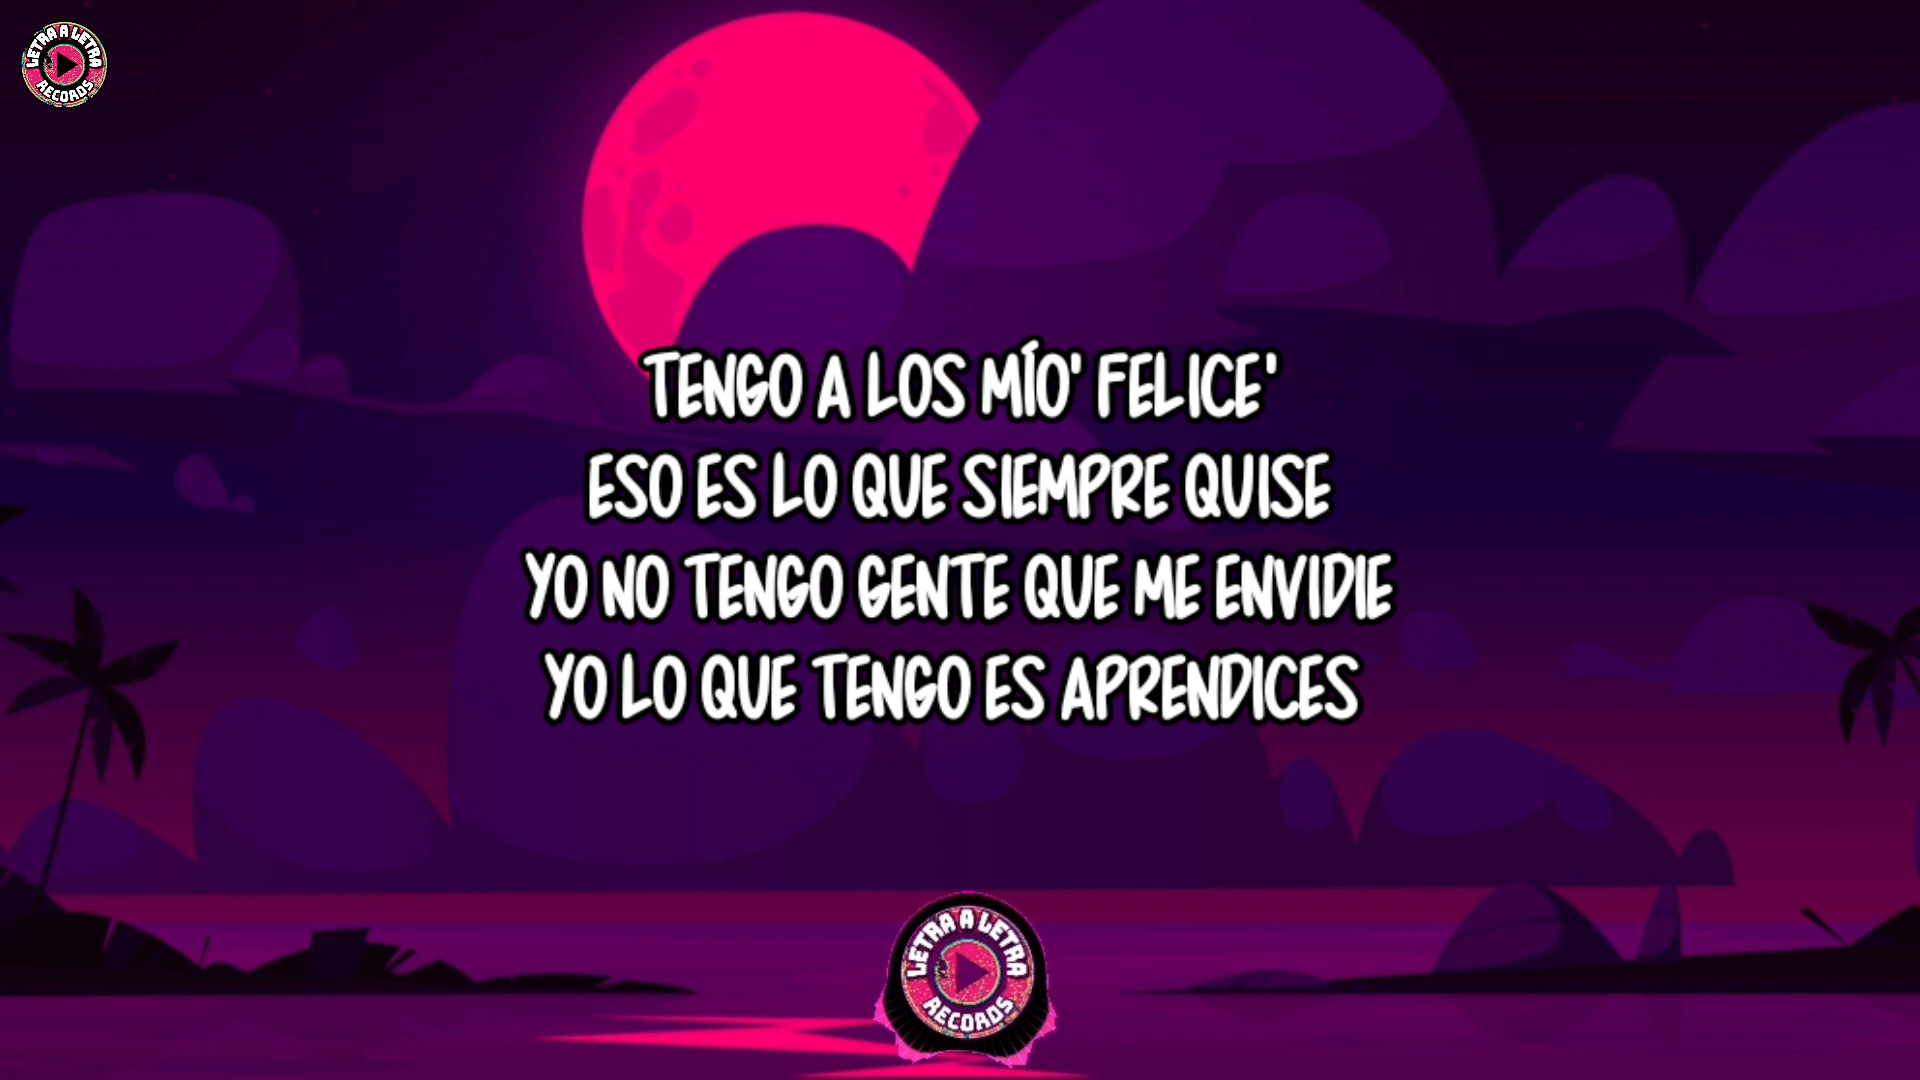 LETRA A LETRA
RECORDS
TENGO A LOS MÍO' FELICE'
ESO ES LO QUE SIEMPRE QUISE
YO NO TENGO GENTE QUE ME ENVIDIE
YO LO QUE TENGO ES APRENDICES
LETRA A LETRA
RECORDS